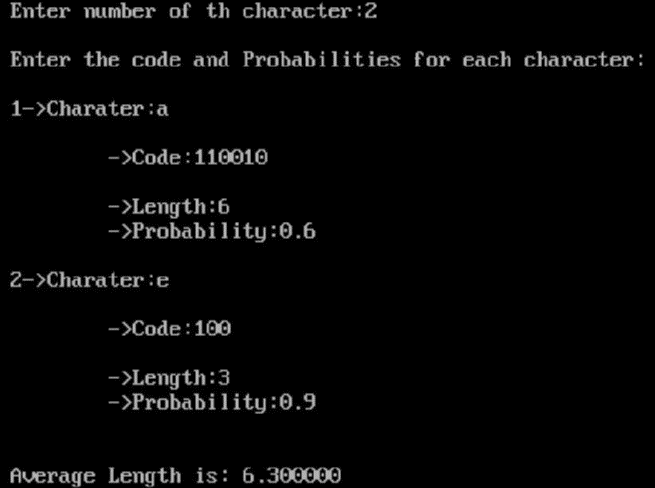 Enter number of th character:2
Enter the code and Probabilities for each character:
1->Charater:a
->Code:110010
->Length:6
->Probability:0.6
2->Charater:e
->Code:100
->Length:3
->Probability:0.9
Average Length is: 6.300000